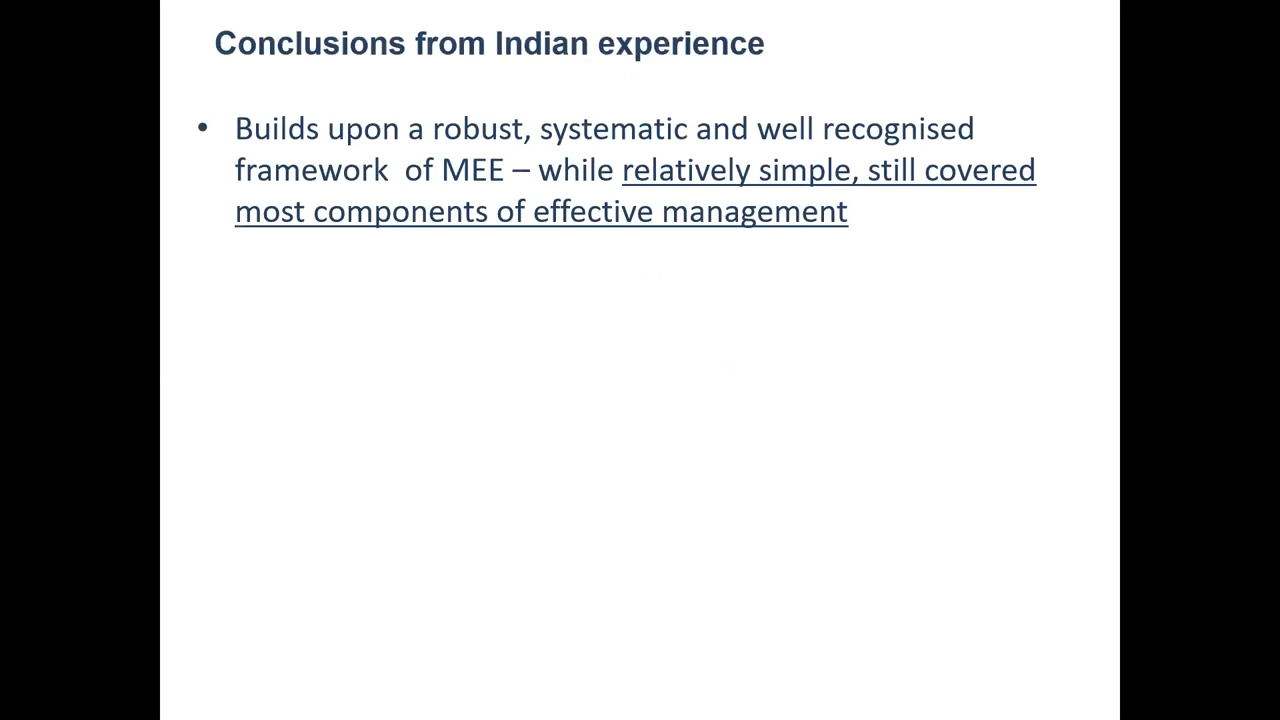 Conclusions from Indian experience
• Builds upon a robust, systematic and well recognised
framework  of MEE – while relatively simple, still covered
most components of effective management